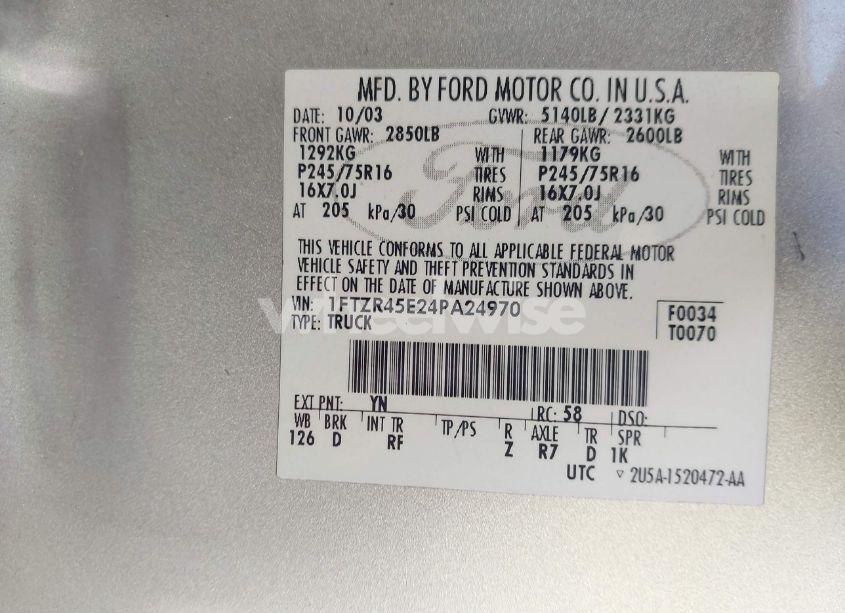 MFD. BY FORD MOTOR CO. IN U.S.A.
DATE: 10/03 GVWR: 5140LB/ 2331KG
FRONT GAWR: 2850LB REAR GAWR: 2600LB
1292KG WITH 1179KG WITH
P245/75R16 TIRES P245/75R16 TIRES
16X7.0J RIMS 16X7.0J RIMS
AT 205 kPa/30 PSI COLD AT 205 kPa/30 PSI COLD
Ford
THIS VEHICLE CONFORMS TO ALL APPLICABLE FEDERAL MOTOR
VEHICLE SAFETY AND THEFT PREVENTION STANDARDS IN
EFFECT ON THE DATE OF MANUFACTURE SHOWN ABOVE.
VIN: 1FTZR45E24PA24970 F0034
TYPE: TRUCK T0070
wheelwise
EXT PNT: YN RC: 58 DSO:
WB BRK INT TR TP/PS R AXLE TR SPR
126 D RF Z R7 D 1K
UTC ▽ 2U5A-1520472-AA